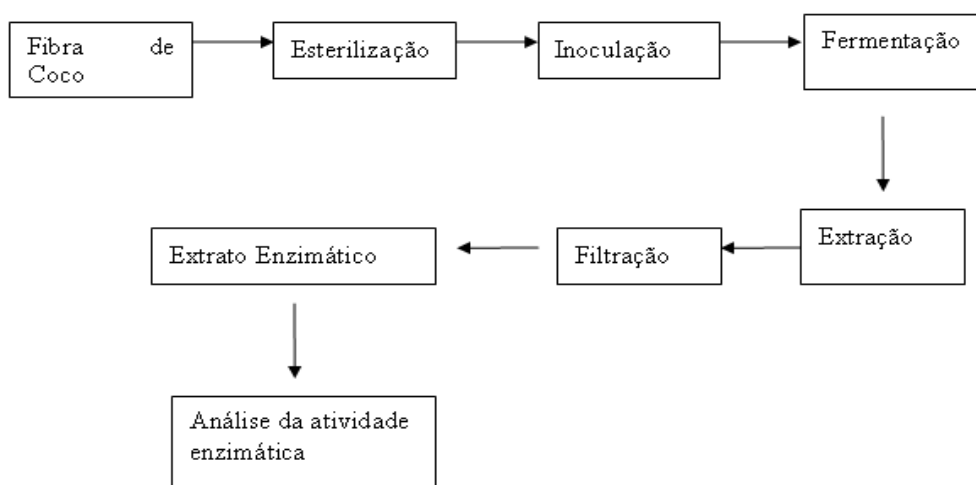 Fibra de
Coco
Esterilização
Inoculação
Fermentação
Extração
Filtração
Extrato Enzimático
Análise da atividade
enzimática